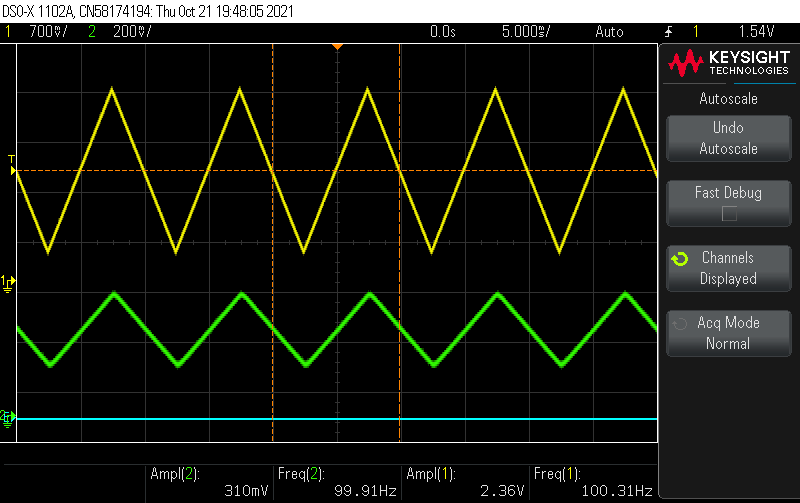 DSO-X 1102A, CN58174194: Thu Oct 21 19:48:05 2021
1 700mV/ 2 200mV/ 0.0s 5.000ms/ Auto 1 1.54V
KEYSIGHT
TECHNOLOGIES
Autoscale
Undo
Autoscale
Fast Debug
Channels
Displayed
Acq Mode
Normal
T
1
2
Ampl(2): Freq(2): Ampl(1): Freq(1):
310mV 99.91Hz 2.36V 100.31Hz